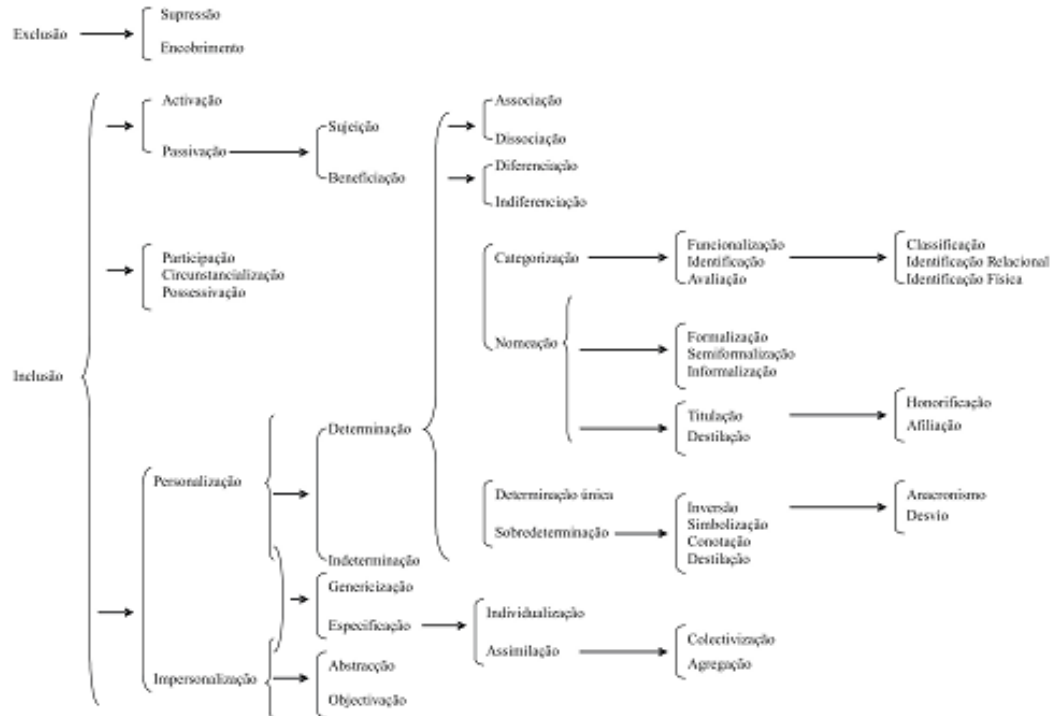 Supressão
Exclusão
Encobrimento
Activação
Passivação
Sujeição
Beneficiação
Associação
Dissociação
Diferenciação
Indiferenciação
Participação
Circunstancialização
Possessivação
Categorização
Funcionalização
Identificação
Avaliação
Classificação
Identificação Relacional
Identificação Física
Nomeação
Formalização
Semiformalização
Informalização
Inclusão
Titulação
Destilação
Honorificação
Afiliação
Determinação
Personalização
Determinação única
Sobredeterminação
Inversão
Simbolização
Conotação
Destilação
Anacronismo
Desvio
Indeterminação
Genericização
Especificação
Individualização
Assimilação
Colectivização
Agregação
Impersonalização
Abstracção
Objectivação